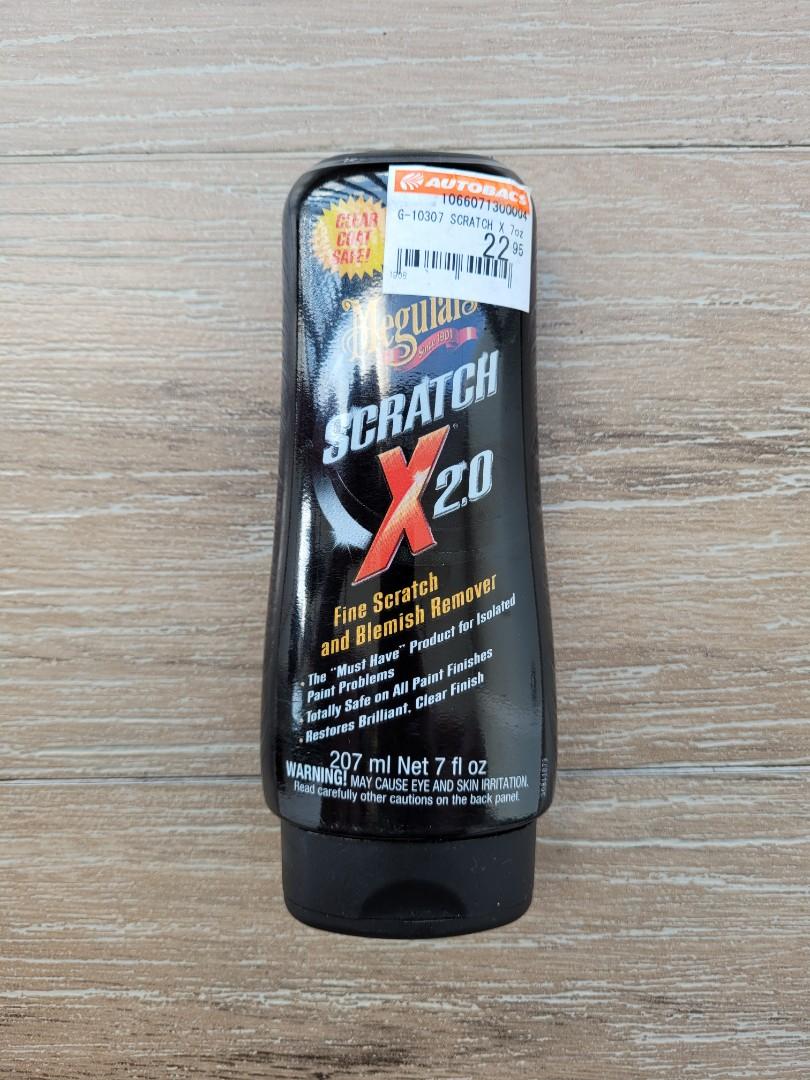 AUTOBACS
1066071300004
G-10307 SCRATCH X 7oz
22.95
CLEAR
COAT
SAFE!
Meguiar's
Since 1901
SCRATCH
X 2.0
Fine Scratch
and Blemish Remover
• The "Must Have" Product for Isolated
Paint Problems
• Totally Safe on All Paint Finishes
• Restores Brilliant, Clear Finish
207 ml Net 7 fl oz
WARNING! MAY CAUSE EYE AND SKIN IRRITATION.
Read carefully other cautions on the back panel.